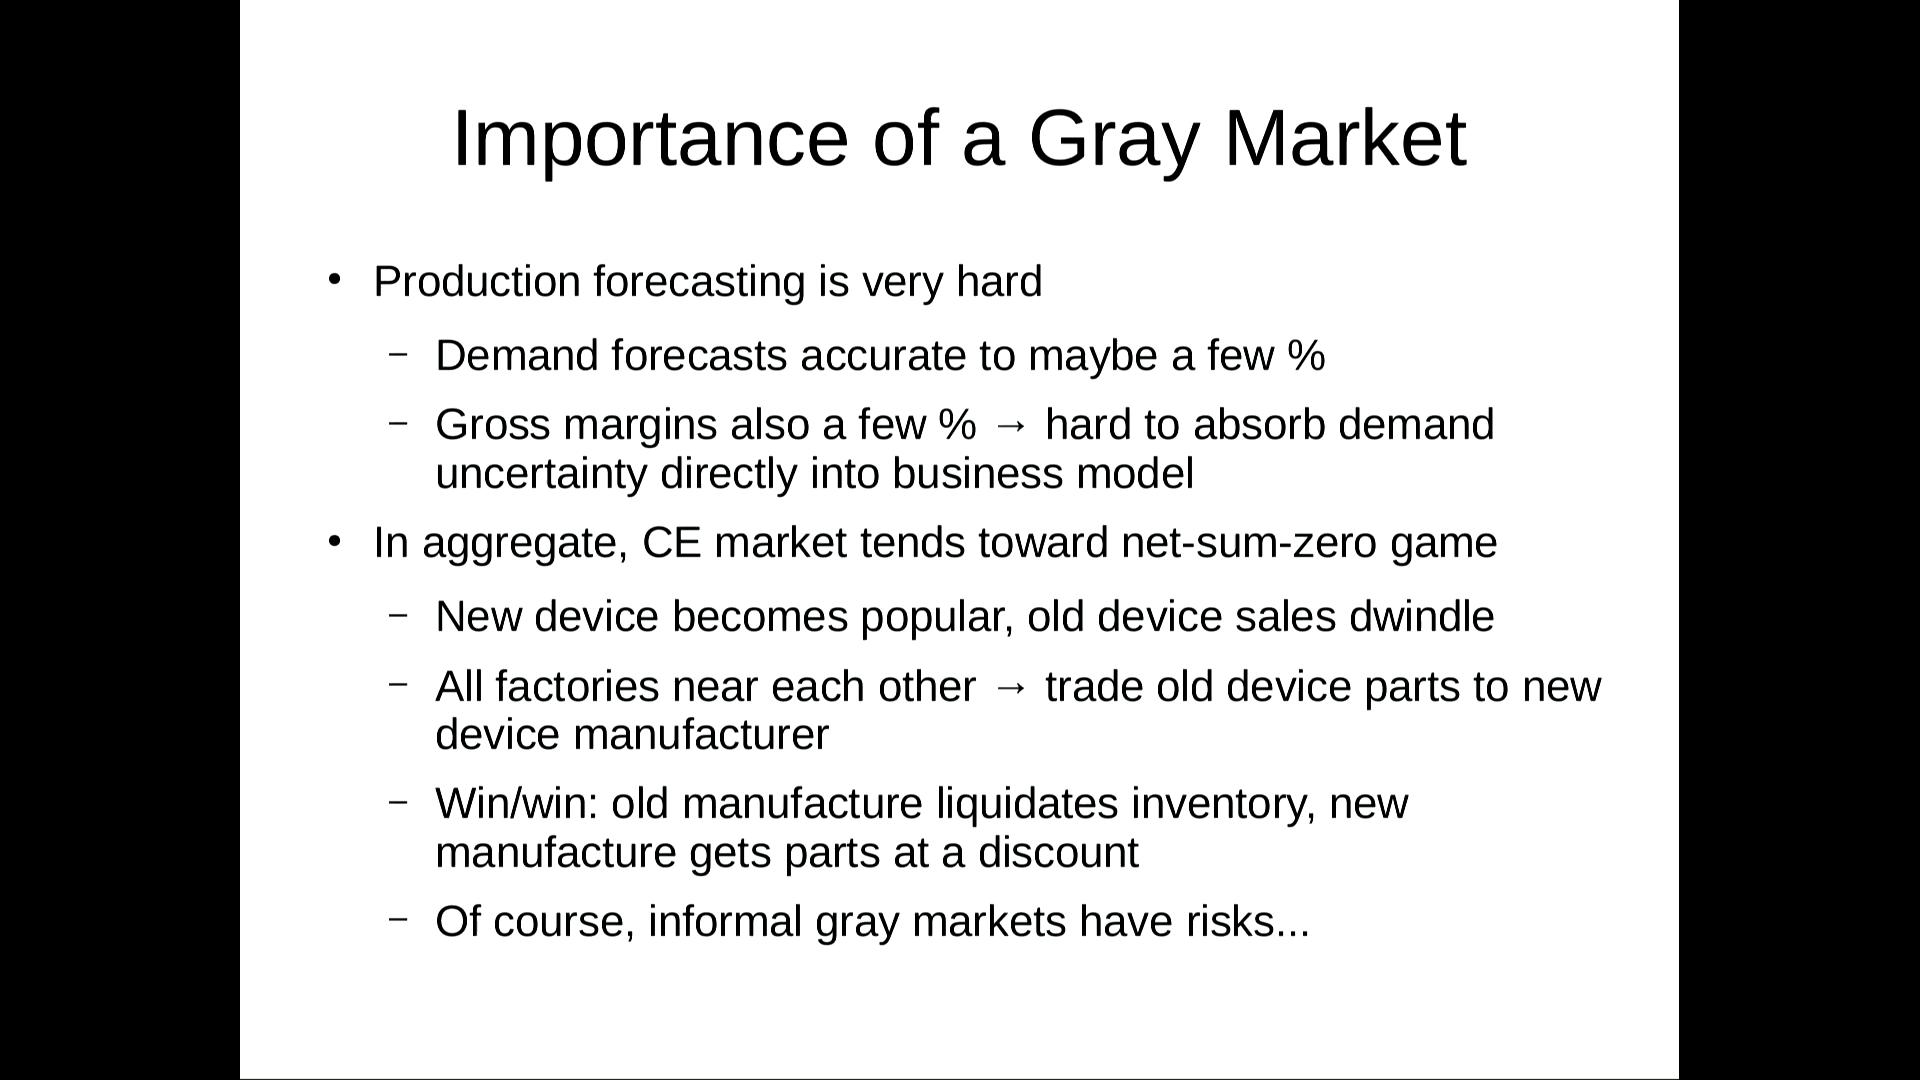 Importance of a Gray Market
• Production forecasting is very hard
– Demand forecasts accurate to maybe a few %
– Gross margins also a few % → hard to absorb demand
uncertainty directly into business model
• In aggregate, CE market tends toward net-sum-zero game
– New device becomes popular, old device sales dwindle
– All factories near each other → trade old device parts to new
device manufacturer
– Win/win: old manufacture liquidates inventory, new
manufacture gets parts at a discount
– Of course, informal gray markets have risks...